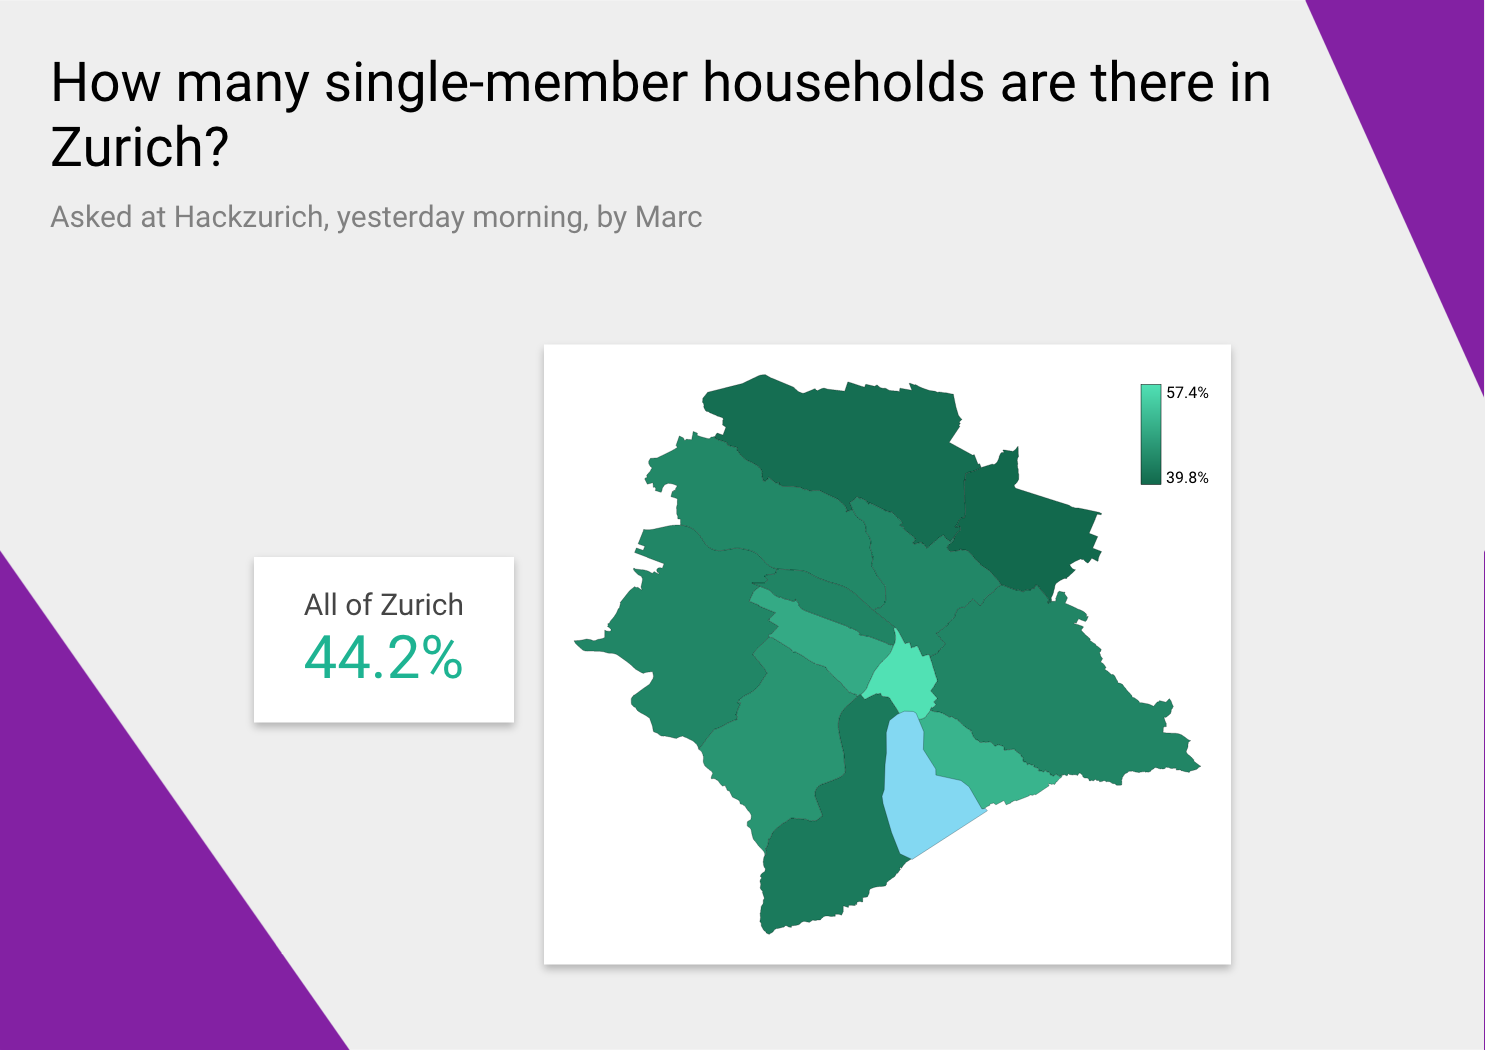 How many single-member households are there in
Zurich?
Asked at Hackzurich, yesterday morning, by Marc
57.4%
39.8%
All of Zurich
44.2%